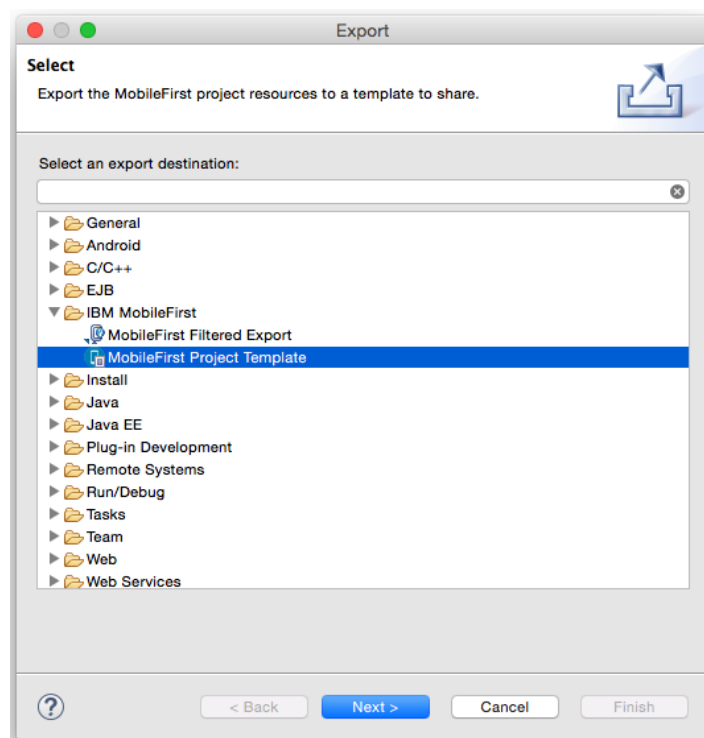 Export
Select
Export the MobileFirst project resources to a template to share.
Select an export destination:
General
Android
C/C++
EJB
IBM MobileFirst
MobileFirst Filtered Export
MobileFirst Project Template
Install
Java
Java EE
Plug-in Development
Remote Systems
Run/Debug
Tasks
Team
Web
Web Services
? < Back Next > Cancel Finish